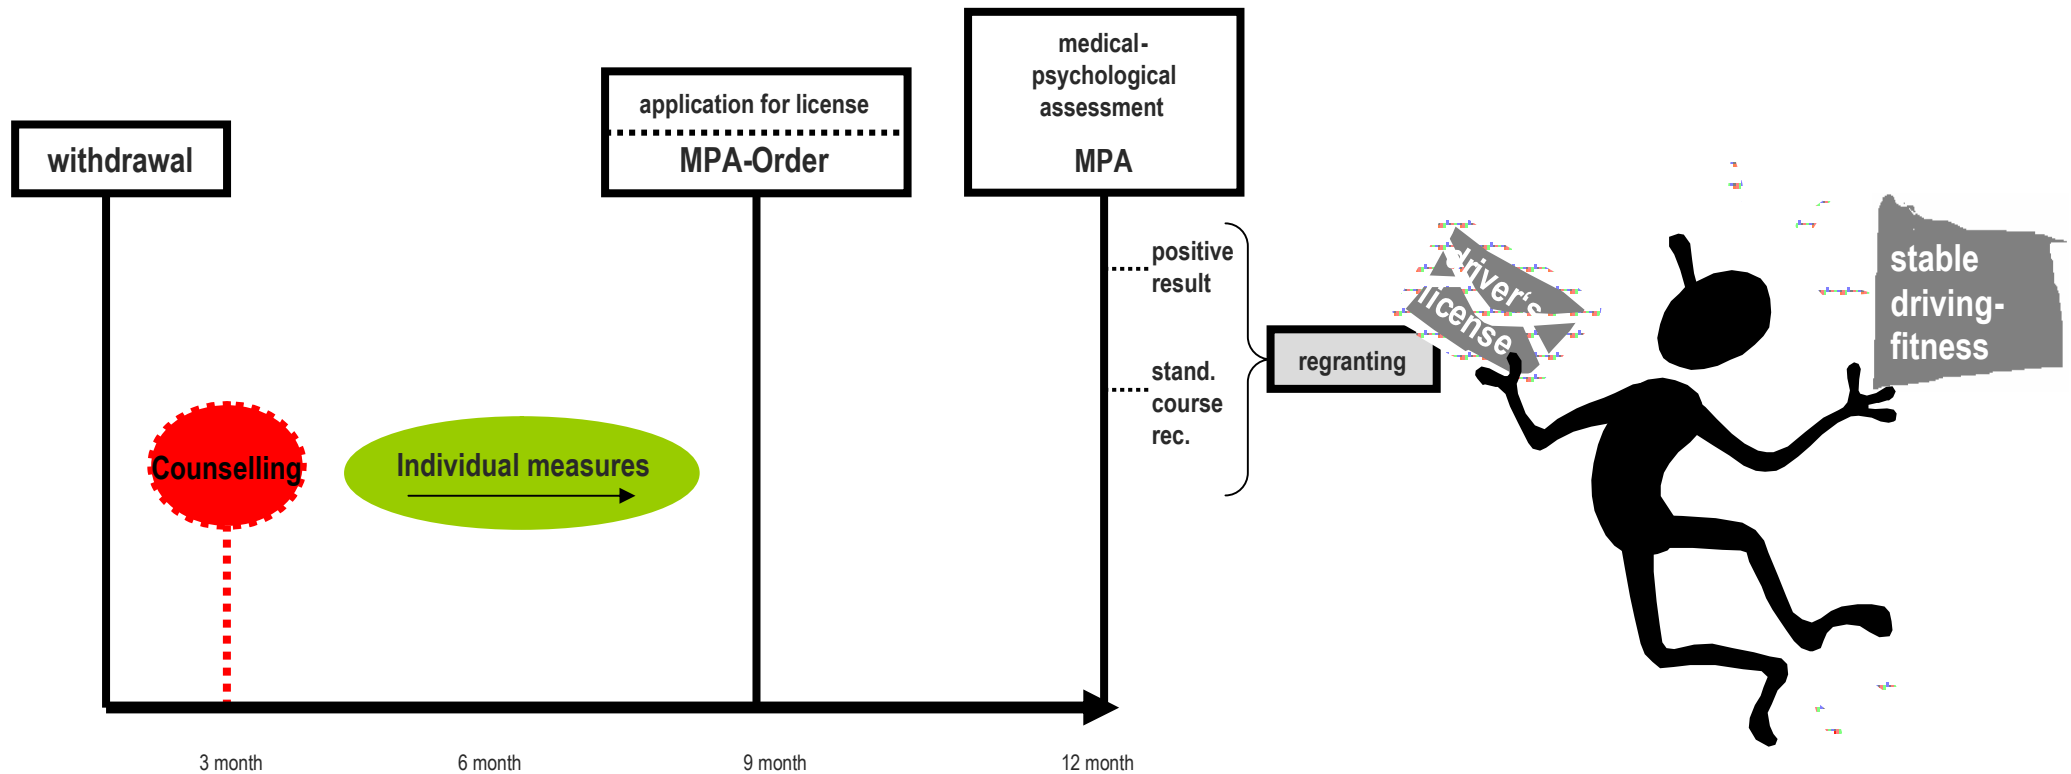 withdrawal
application for license
MPA-Order
medical-
psychological
assessment
MPA
positive
result
stand.
course
rec.
regranting
driver‘s
license
stable
driving-
fitness
Counselling
Individual measures
3 month
6 month
9 month
12 month